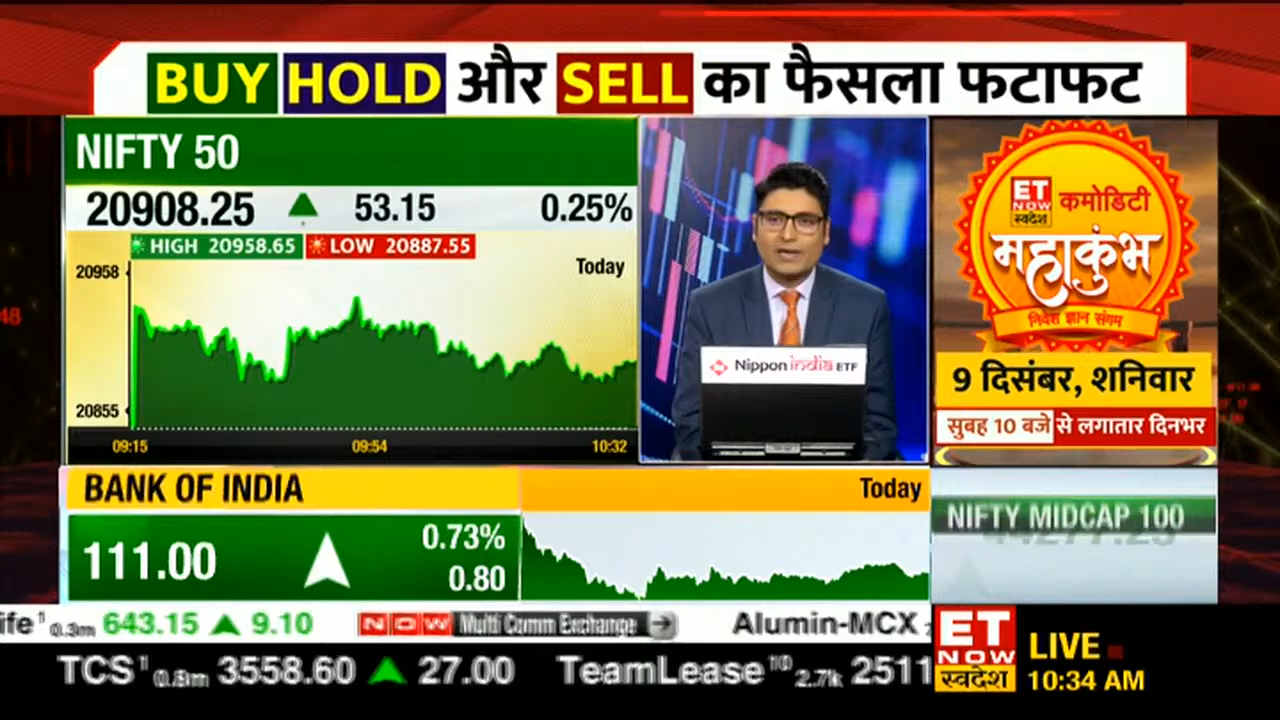 BUY HOLD और SELL का फैसला फटाफट
NIFTY 50
20908.25 53.15 0.25%
HIGH 20958.65 LOW 20887.55
Today
20958
20855
09:15 09:54 10:32
Nippon india ETF
ET
NOW
स्वदेश
कमोडिटी
महाकुंभ
निवेश ज्ञान संगम
9 दिसंबर, शनिवार
सुबह 10 बजे से लगातार दिनभर
BANK OF INDIA
Today
111.00
0.73%
0.80
NIFTY MIDCAP 100
ife 1 0.3m 643.15 9.10 NOW Multi Comm Exchange Alumin-MCX
TCS 1 0.8m 3558.60 27.00 TeamLease 10 2.7k 2511
ET
NOW
स्वदेश
LIVE
10:34 AM